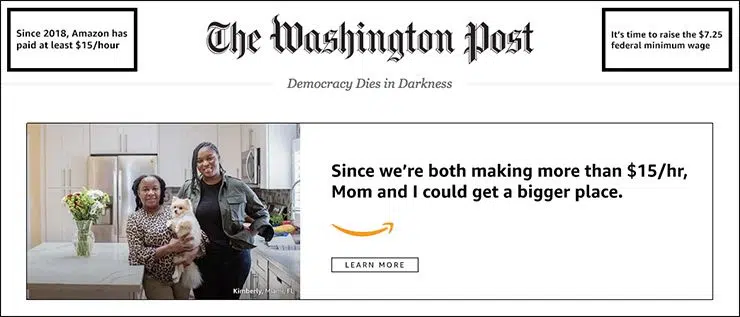 Since 2018, Amazon has
paid at least $15/hour
The Washington Post
It's time to raise the $7.25
federal minimum wage
Democracy Dies in Darkness
Since we're both making more than $15/hr,
Mom and I could get a bigger place.
LEARN MORE
Kimberly, Miami, FL